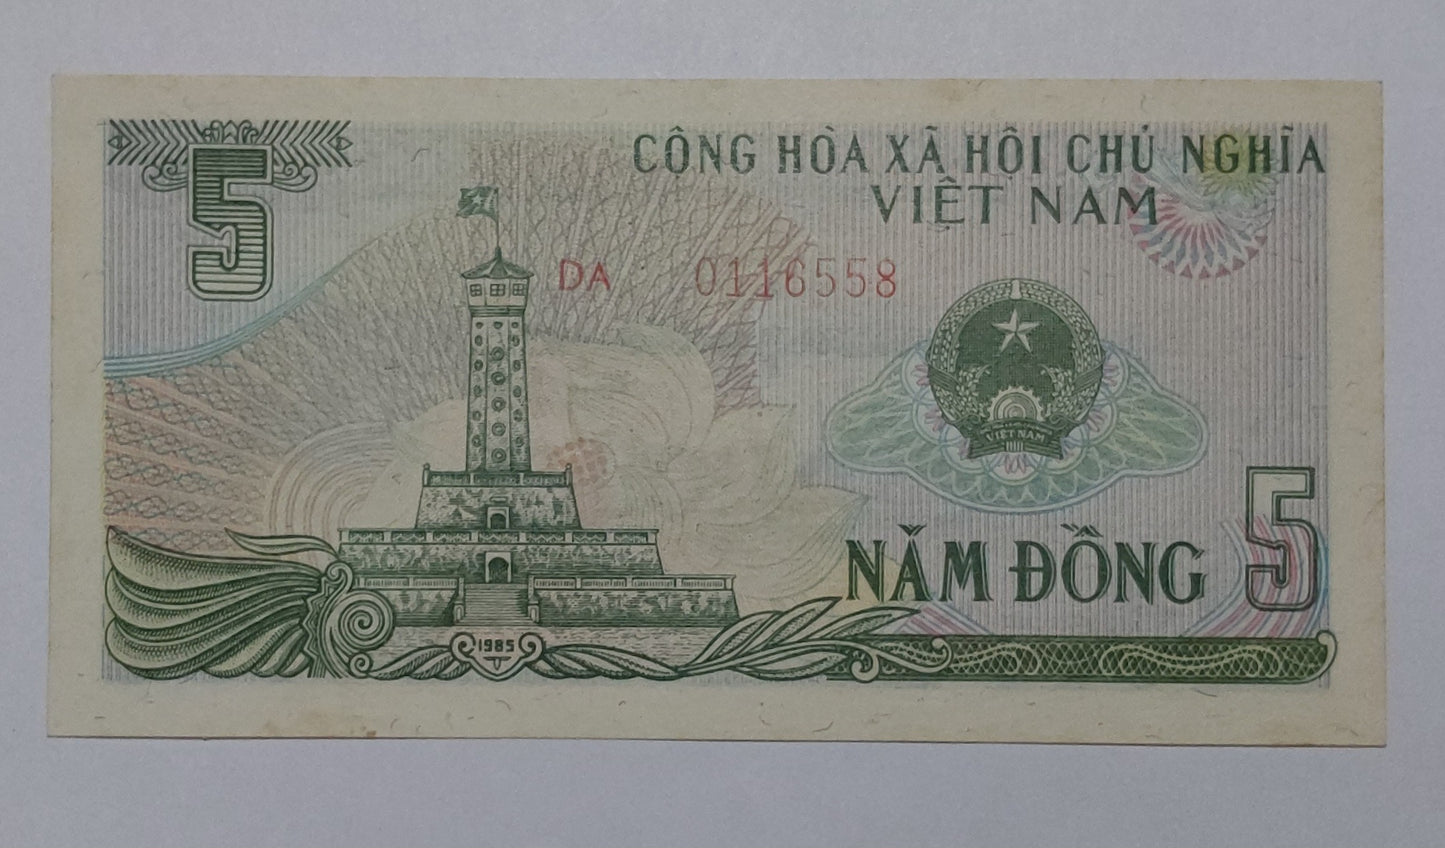 5
CÔNG HÒA XÃ HỘI CHỦ NGHĨA
VIỆT NAM
DA 0116558
VIỆT NAM
NĂM ĐỒNG
5
1985